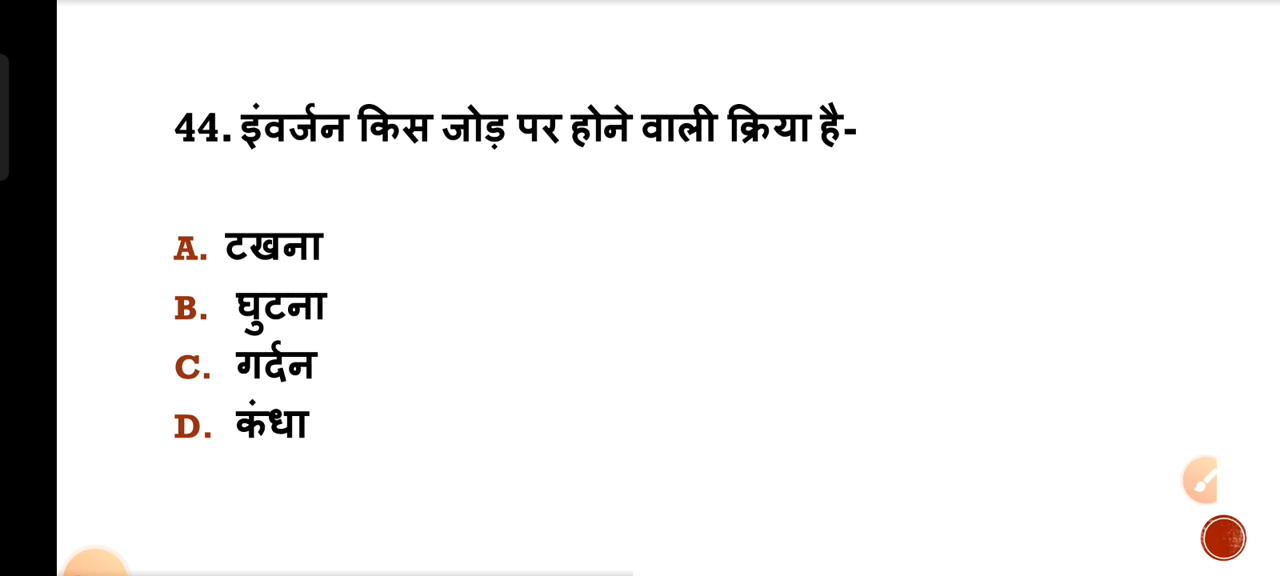 44. इंवर्जन किस जोड़ पर होने वाली क्रिया है-
A. टखना
B. घुटना
C. गर्दन
D. कंधा